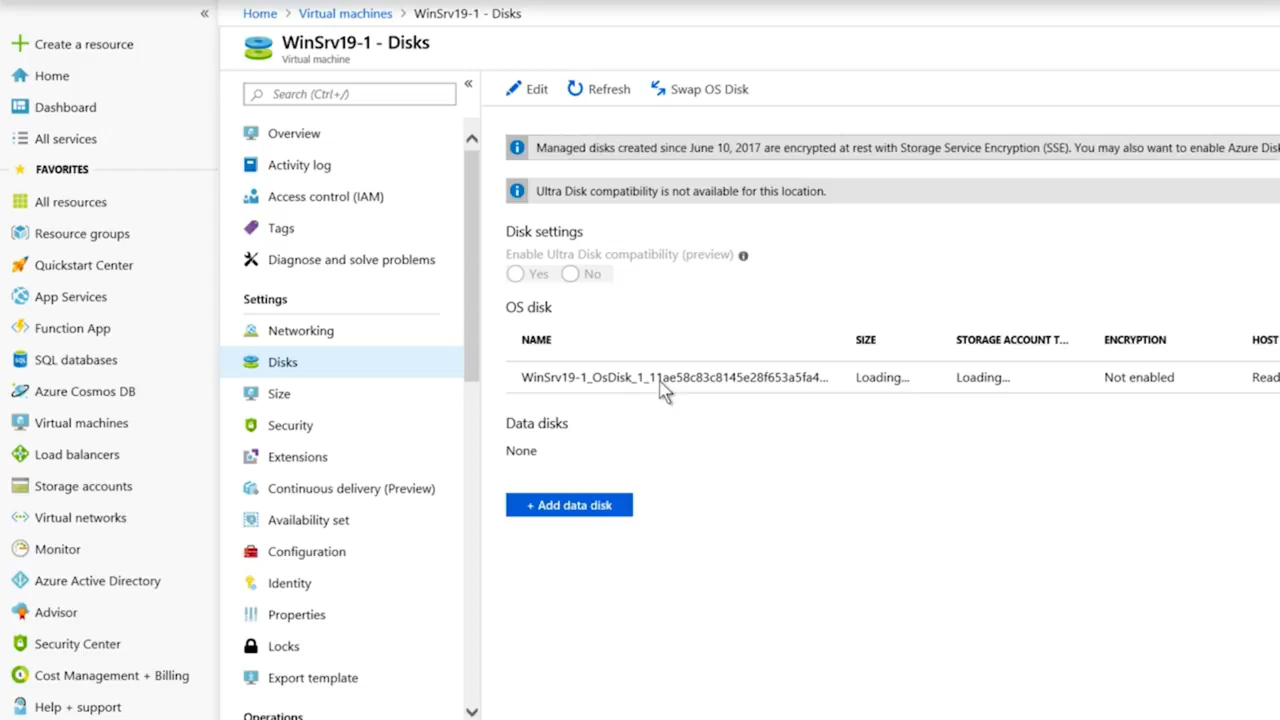 Home > Virtual machines > WinSrv19-1 - Disks
«
Create a resource
Home
Dashboard
All services
FAVORITES
All resources
Resource groups
Quickstart Center
App Services
Function App
SQL databases
Azure Cosmos DB
Virtual machines
Load balancers
Storage accounts
Virtual networks
Monitor
Azure Active Directory
Advisor
Security Center
Cost Management + Billing
Help + support
WinSrv19-1 - Disks
Virtual machine
Search (Ctrl+/)
«
Overview
Activity log
Access control (IAM)
Tags
Diagnose and solve problems
Settings
Networking
Disks
Size
Security
Extensions
Continuous delivery (Preview)
Availability set
Configuration
Identity
Properties
Locks
Export template
Operations
Edit Refresh Swap OS Disk
Managed disks created since June 10, 2017 are encrypted at rest with Storage Service Encryption (SSE). You may also want to enable Azure Disk
Ultra Disk compatibility is not available for this location.
Disk settings
Enable Ultra Disk compatibility (preview)
Yes No
OS disk
NAME SIZE STORAGE ACCOUNT T... ENCRYPTION HOST
WinSrv19-1_OsDisk_1_11ae58c83c8145e28f653a5fa4... Loading... Loading... Not enabled Read
Data disks
None
+ Add data disk